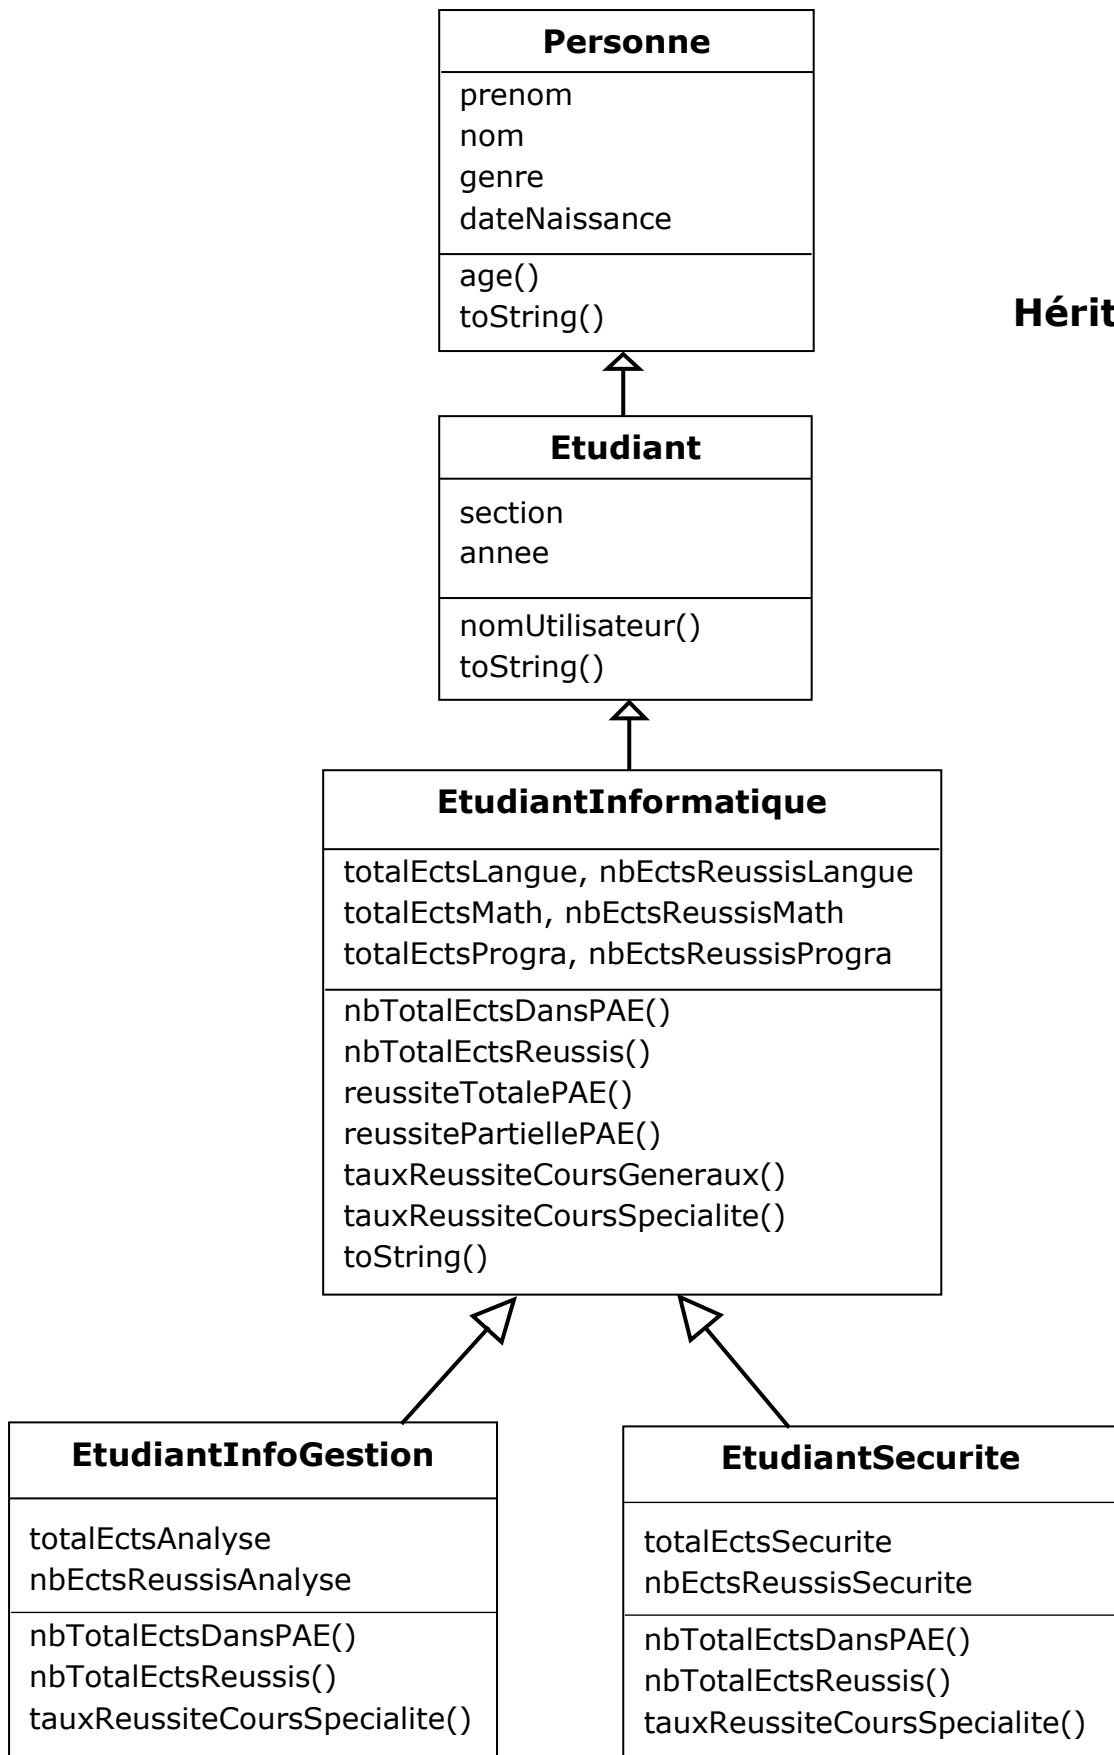 Personne
prenom
nom
genre
dateNaissance
age()
toString()
Hérit
Etudiant
section
annee
nomUtilisateur()
toString()
EtudiantInformatique
totalEctsLangue, nbEctsReussisLangue
totalEctsMath, nbEctsReussisMath
totalEctsProgra, nbEctsReussisProgra
nbTotalEctsDansPAE()
nbTotalEctsReussis()
reussiteTotalePAE()
reussitePartiellePAE()
tauxReussiteCoursGeneraux()
tauxReussiteCoursSpecialite()
toString()
EtudiantInfoGestion
totalEctsAnalyse
nbEctsReussisAnalyse
nbTotalEctsDansPAE()
nbTotalEctsReussis()
tauxReussiteCoursSpecialite()
EtudiantSecurite
totalEctsSecurite
nbEctsReussisSecurite
nbTotalEctsDansPAE()
nbTotalEctsReussis()
tauxReussiteCoursSpecialite()